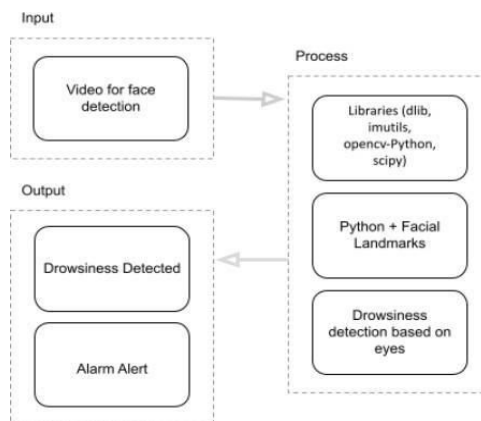 Input
Video for face
detection
Process
Libraries (dlib,
imutils,
opencv-Python,
scipy)
Python + Facial
Landmarks
Drowsiness
detection based on
eyes
Output
Drowsiness Detected
Alarm Alert